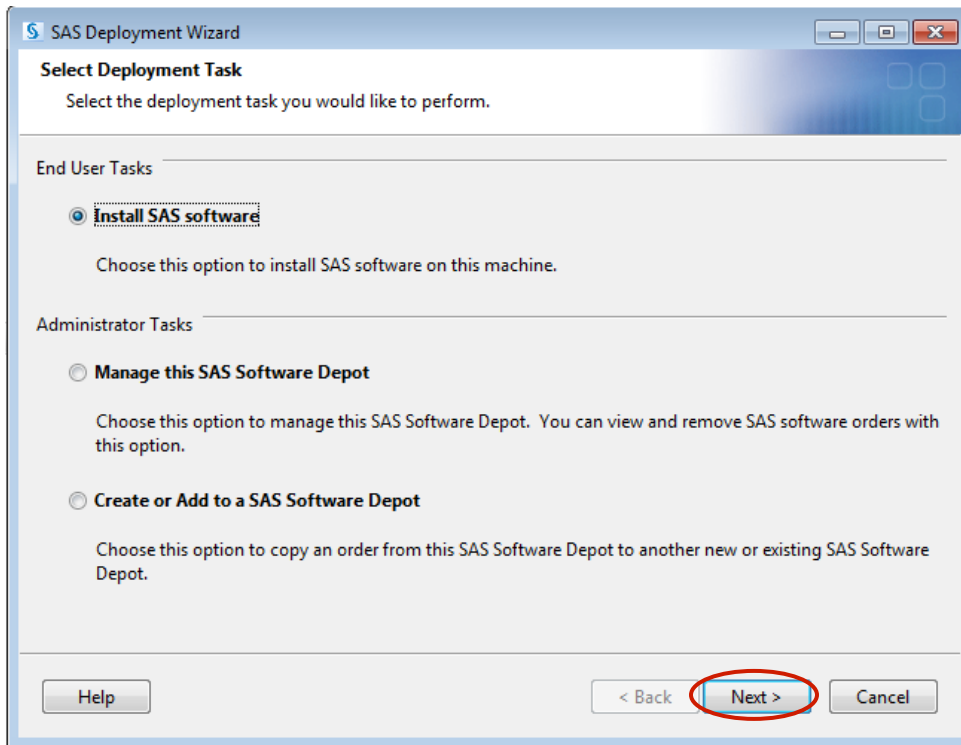 SAS Deployment Wizard
Select Deployment Task
Select the deployment task you would like to perform.
End User Tasks
Install SAS software
Choose this option to install SAS software on this machine.
Administrator Tasks
Manage this SAS Software Depot
Choose this option to manage this SAS Software Depot.  You can view and remove SAS software orders with
this option.
Create or Add to a SAS Software Depot
Choose this option to copy an order from this SAS Software Depot to another new or existing SAS Software
Depot.
Help
< Back
Next >
Cancel